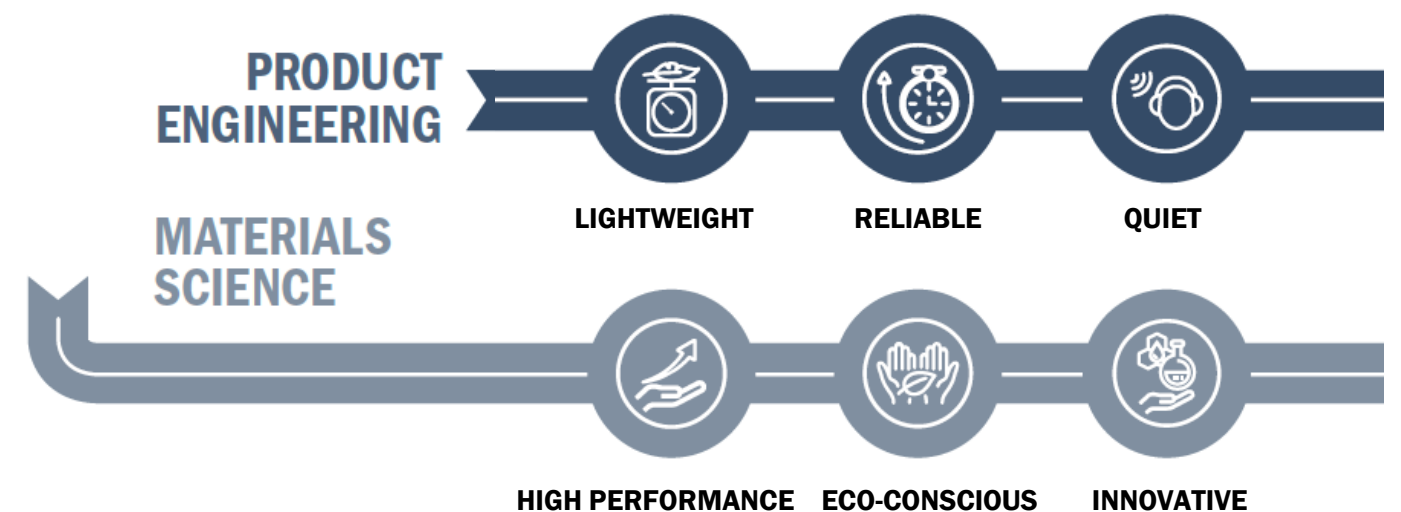 PRODUCT
ENGINEERING
LIGHTWEIGHT
RELIABLE
QUIET
MATERIALS
SCIENCE
HIGH PERFORMANCE
ECO-CONSCIOUS
INNOVATIVE